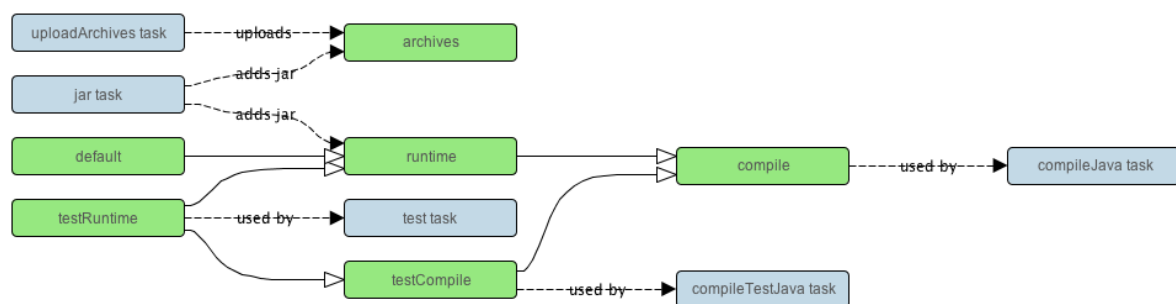 uploadArchives task
uploads
archives
adds jar
jar task
adds jar
default
runtime
compile
used by
compileJava task
testRuntime
used by
test task
testCompile
used by
compileTestJava task